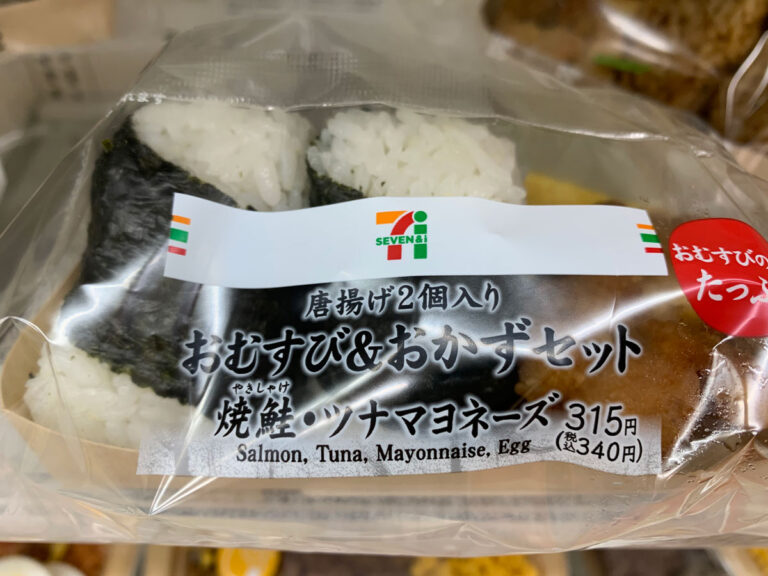 SEVEN&i
唐揚げ2個入り
おむすび&おかずセット
やきしゃけ
焼鮭・ツナマヨネーズ 315円
(税込340円)
Salmon, Tuna, Mayonnaise, Egg
おむすびの
たっぷ